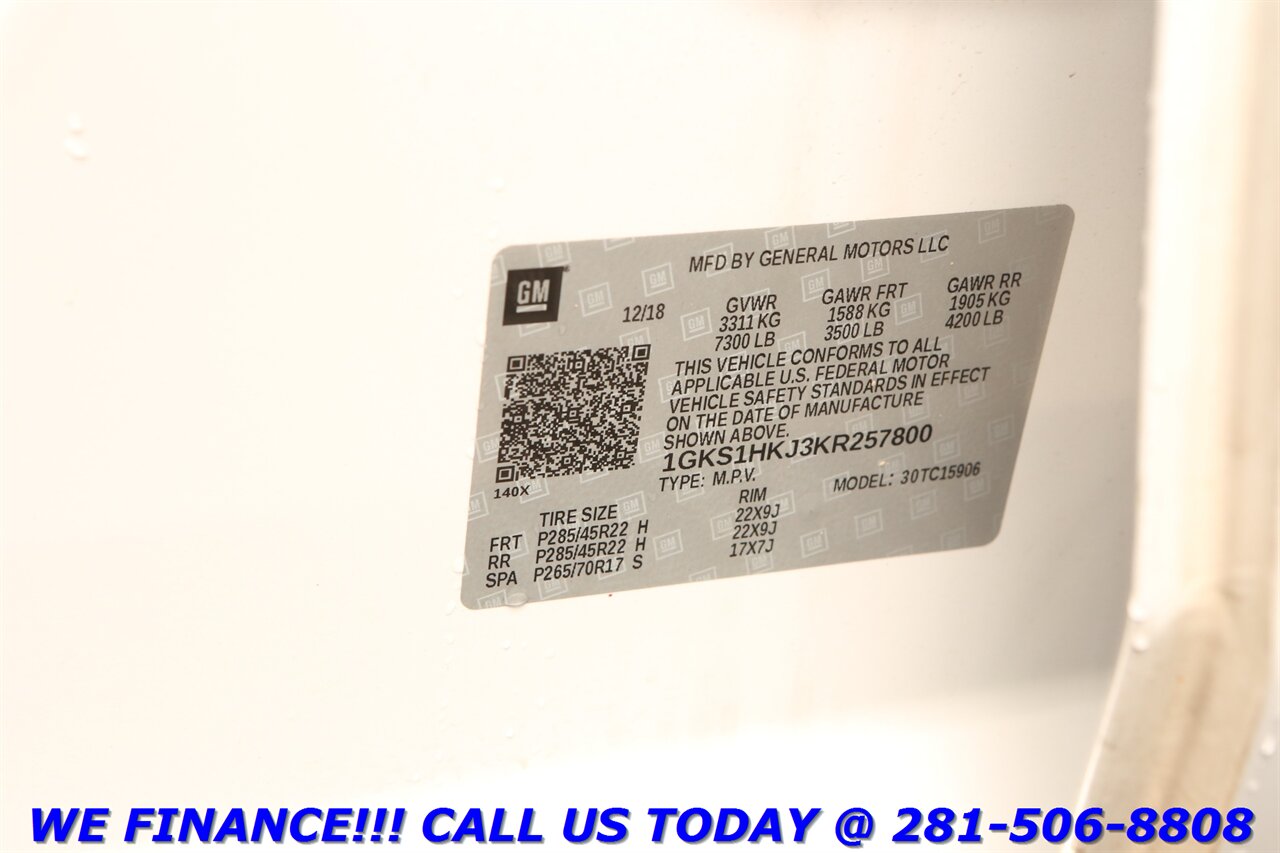 MFD BY GENERAL MOTORS LLC
GM
12/18
GVWR
3311 KG
7300 LB
GAWR FRT
1588 KG
3500 LB
GAWR RR
1905 KG
4200 LB
THIS VEHICLE CONFORMS TO ALL
APPLICABLE U.S. FEDERAL MOTOR
VEHICLE SAFETY STANDARDS IN EFFECT
ON THE DATE OF MANUFACTURE
SHOWN ABOVE.
1GKS1HKJ3KR257800
TYPE: M.P.V. MODEL: 30TC15906
140X
TIRE SIZE RIM
FRT P285/45R22 H 22X9J
RR P285/45R22 H 22X9J
SPA P265/70R17 S 17X7J
WE FINANCE!!! CALL US TODAY @ 281-506-8808